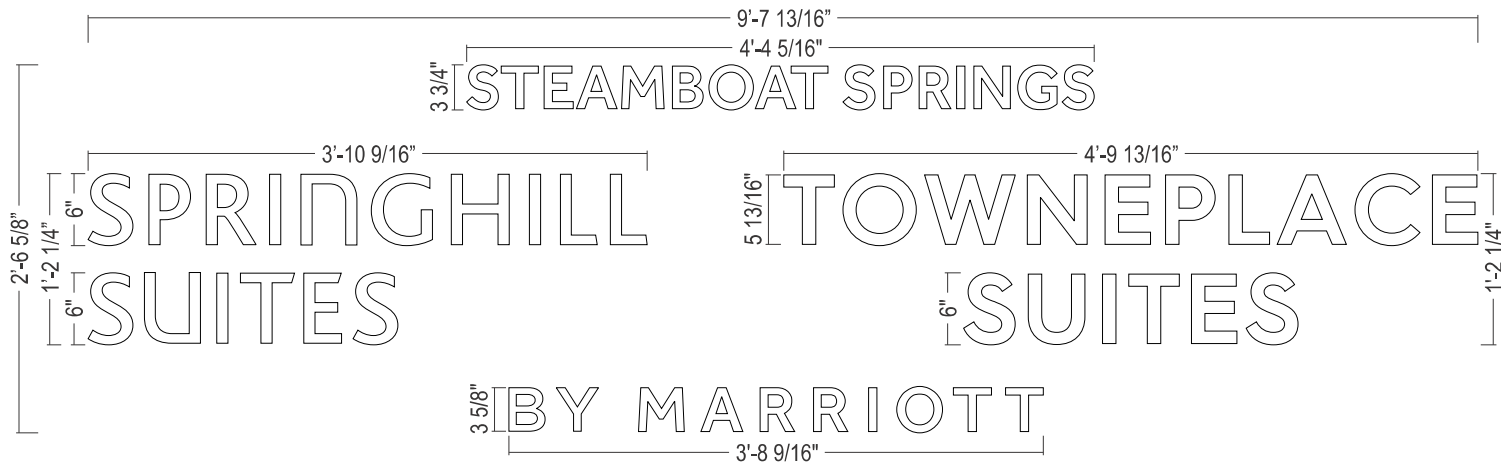 9’-7 13/16”
4'-4 5/16"
3 3/4"
STEAMBOAT SPRINGS
3’-10 9/16”
4’-9 13/16”
2’-6 5/8”
1’-2 1/4”
6"
SPRINGHILL
5 13/16"
TOWNEPLACE
6"
SUITES
6"
SUITES
1’-2 1/4"
3 5/8"
BY MARRIOTT
3’-8 9/16"